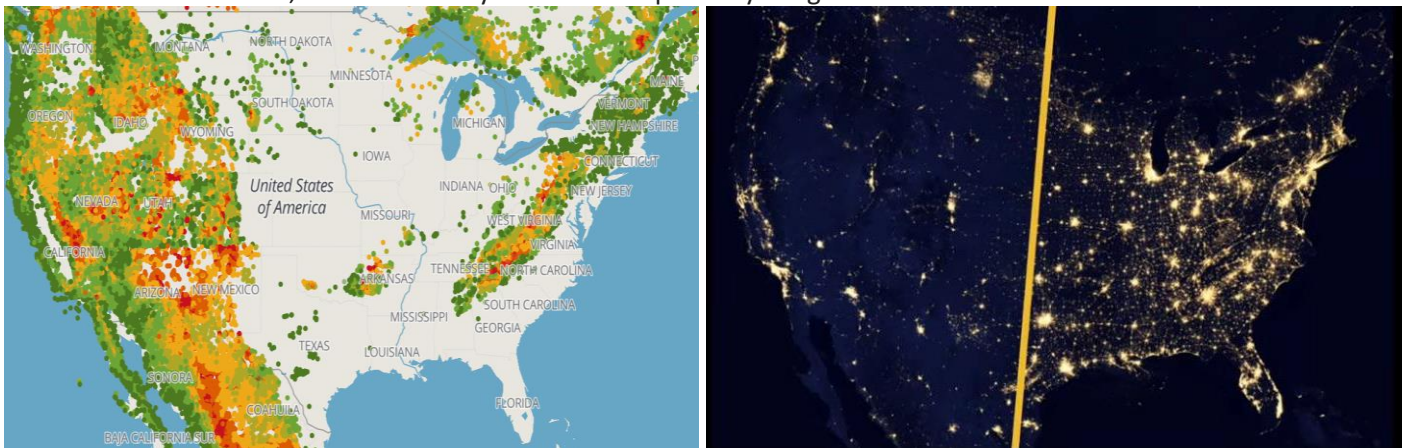 WASHINGTON
MONTANA
NORTH DAKOTA
MINNESOTA
MAINE
OREGON
IDAHO
SOUTH DAKOTA
VERMONT
WYOMING
MICHIGAN
NEW HAMPSHIRE
IOWA
CONNECTICUT
NEVADA
UTAH
United States
of America
INDIANA
OHIO
NEW JERSEY
MISSOURI
WEST VIRGINIA
CALIFORNIA
VIRGINIA
ARKANSAS
TENNESSEE
NORTH CAROLINA
ARIZONA
NEW MEXICO
SOUTH CAROLINA
MISSISSIPPI
GEORGIA
TEXAS
LOUISIANA
SONORA
COAHUILA
FLORIDA
BAJA CALIFORNIA SUR